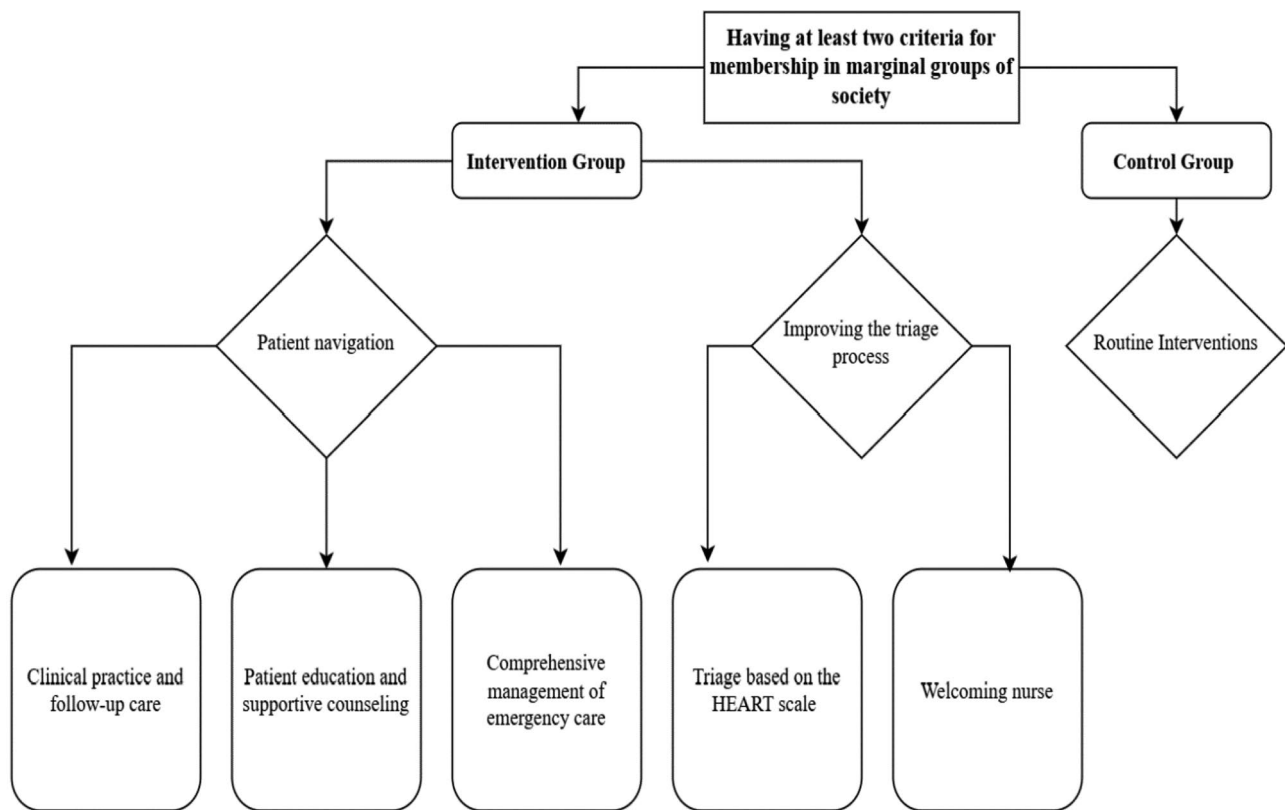 Having at least two criteria for
membership in marginal groups of
society
Intervention Group
Control Group
Patient navigation
Improving the triage
process
Routine Interventions
Clinical practice and
follow-up care
Patient education and
supportive counseling
Comprehensive
management of
emergency care
Triage based on the
HEART scale
Welcoming nurse